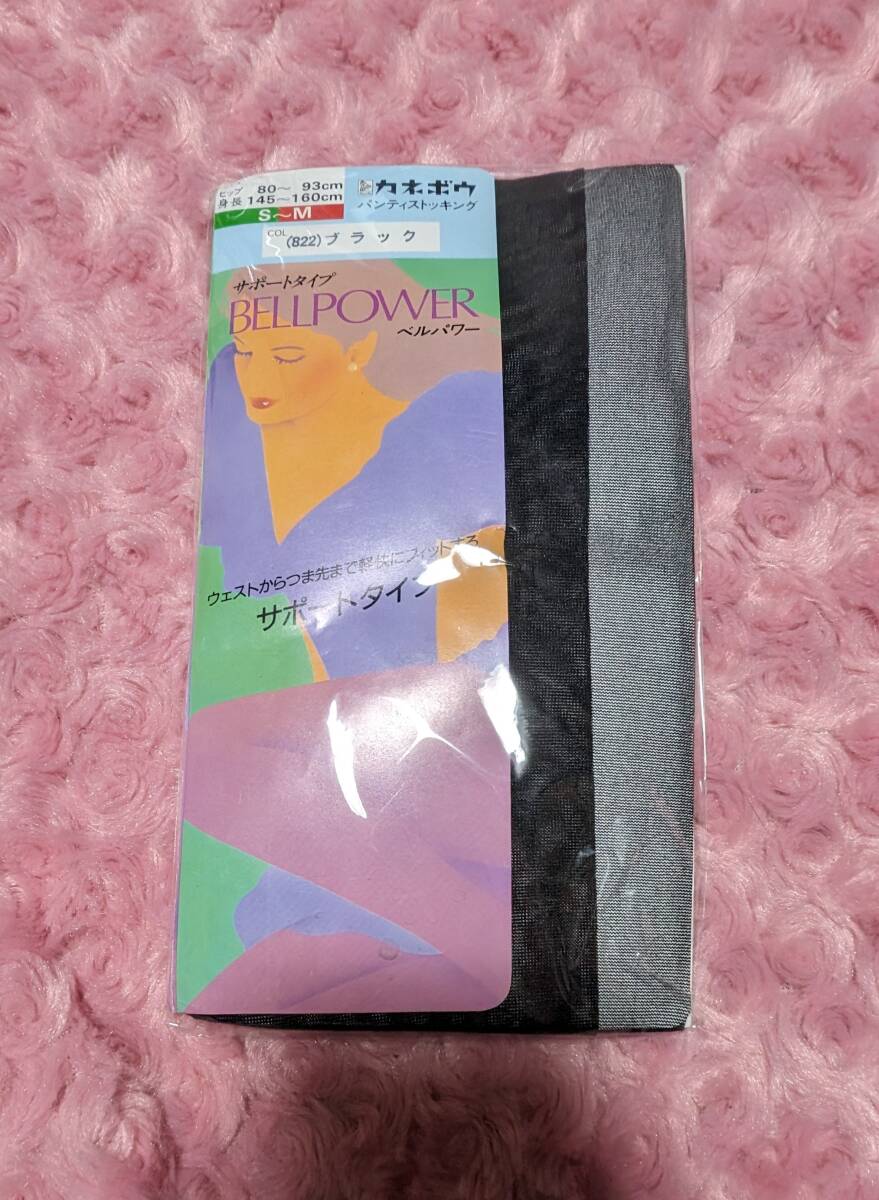 ヒップ 80～93cm
身長 145～160cm
S～M
カネボウ
パンティストッキング
COL (822)ブラック
サポートタイプ
BELLPOWER
ベルパワー
ウェストからつま先まで軽快にフィットする
サポートタイプ